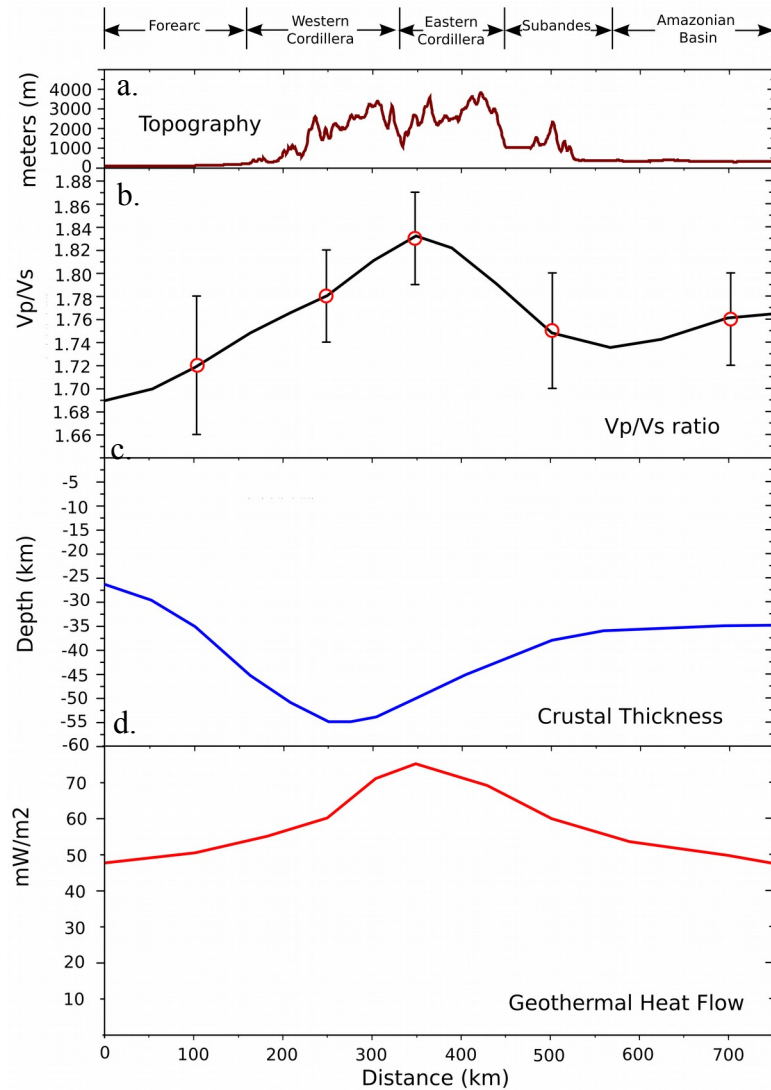 Forearc
Western
Cordillera
Eastern
Cordillera
Subandes
Amazonian
Basin
a.
Topography
meters (m)
4000
3000
2000
1000
0
b.
Vp/Vs
1.88
1.86
1.84
1.82
1.80
1.78
1.76
1.74
1.72
1.70
1.68
1.66
Vp/Vs ratio
c.
Depth (km)
-5
-10
-15
-20
-25
-30
-35
-40
-45
-50
-55
-60
Crustal Thickness
d.
mW/m2
70
60
50
40
30
20
10
Geothermal Heat Flow
0 100 200 300 400 500 600 700
Distance (km)